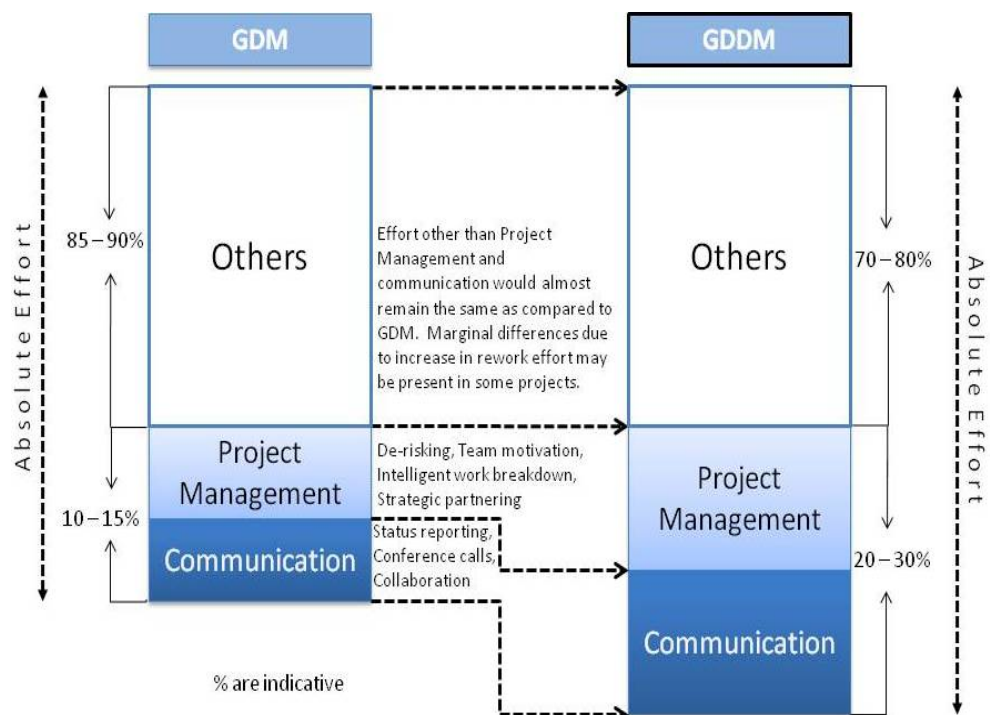 GDM
GDDM
Absolute Effort
85–90%
Others
Effort other than Project
Management and
communication would almost
remain the same as compared to
GDM. Marginal differences due
to increase in rework effort may
be present in some projects.
Others
70–80%
Absolute Effort
Project
Management
De-risking, Team motivation,
Intelligent work breakdown,
Strategic partnering
Project
Management
10–15%
Communication
Status reporting,
Conference calls,
Collaboration
20–30%
Communication
% are indicative